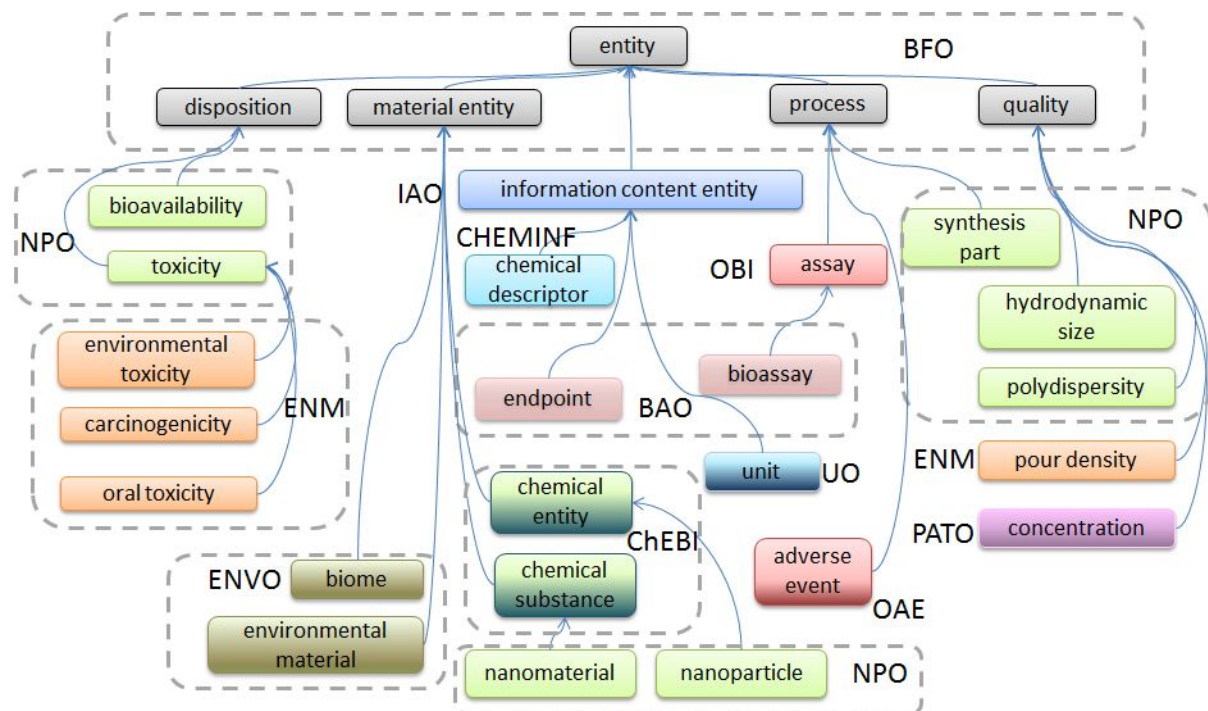 entity
BFO
disposition
material entity
process
quality
bioavailability
NPO
toxicity
IAO
information content entity
CHEMINF
chemical
descriptor
OBI
assay
synthesis
part
NPO
hydrodynamic
size
polydispersity
environmental
toxicity
carcinogenicity
ENM
oral toxicity
endpoint
BAO
bioassay
unit
UO
ENM
pour density
PATO
concentration
chemical
entity
ChEBI
chemical
substance
adverse
event
OAE
ENVO
biome
environmental
material
nanomaterial
nanoparticle
NPO